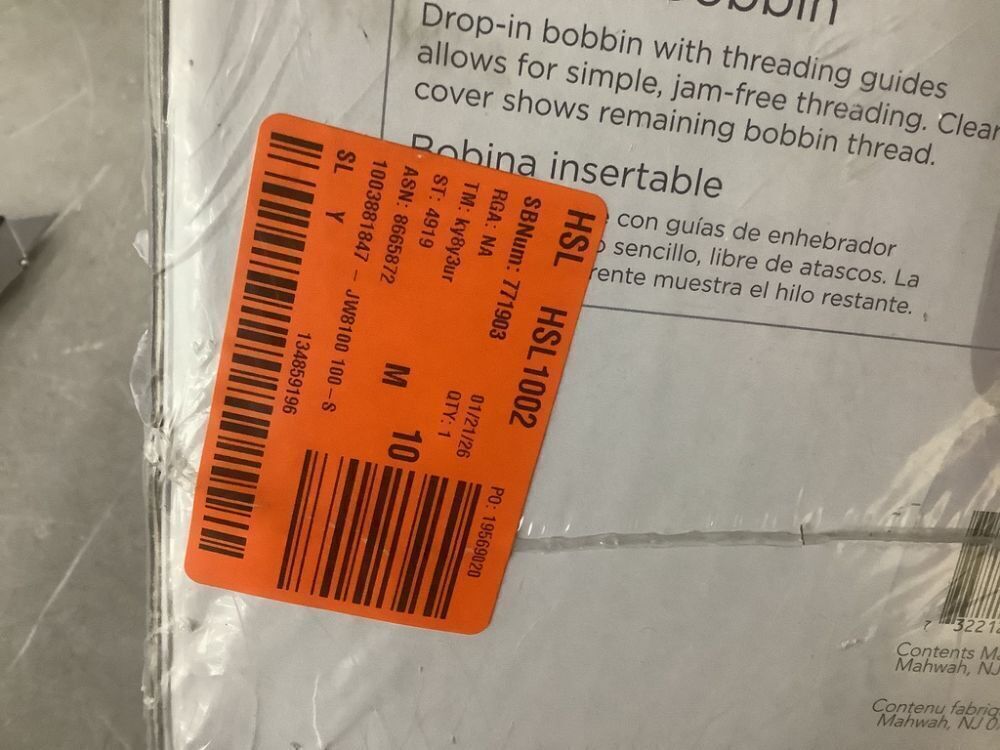 Drop-in bobbin with threading guides
allows for simple, jam-free threading. Clear
cover shows remaining bobbin thread.
Bobina insertable
con guías de enhebrador
sencillo, libre de atascos. La
muestra el hilo restante.
HSL HSL1002
SBNum: 771903
RGA: NA 01/21/26 PO: 19569020
TM: ky8y3ur QTY: 1
ST: 4919
ASN: 8665872 M 10
1003881847 - JW8100 100-S
SL Y
134859196
7 3221
Contents
Mahwah, NJ
Contenu
Mahwah, NJ 0